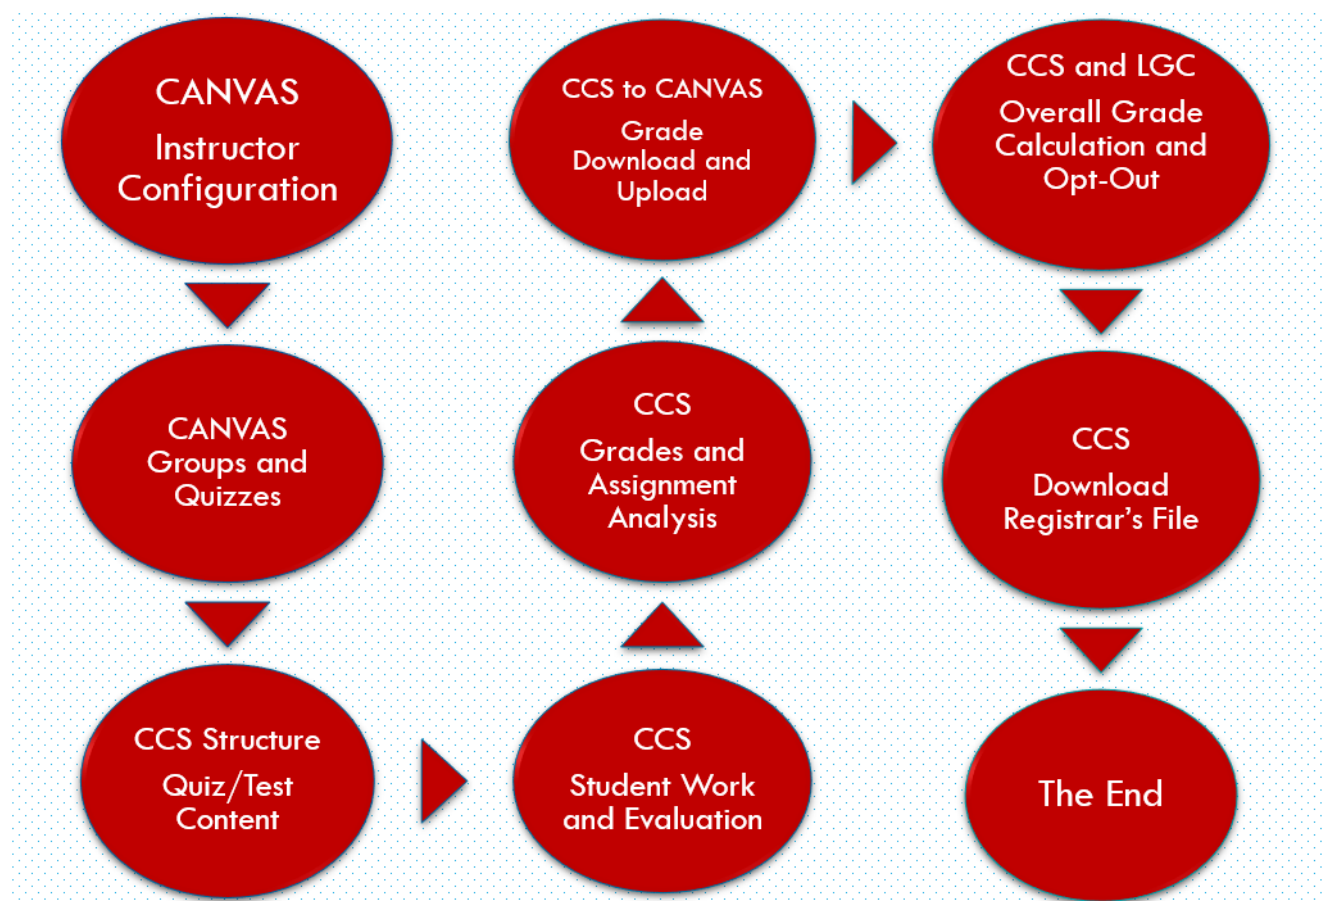 CANVAS
Instructor
Configuration
CANVAS
Groups and
Quizzes
CCS Structure
Quiz/Test
Content
CCS
Student Work
and Evaluation
CCS
Grades and
Assignment
Analysis
CCS to CANVAS
Grade
Download and
Upload
CCS and LGC
Overall Grade
Calculation and
Opt-Out
CCS
Download
Registrar's File
The End